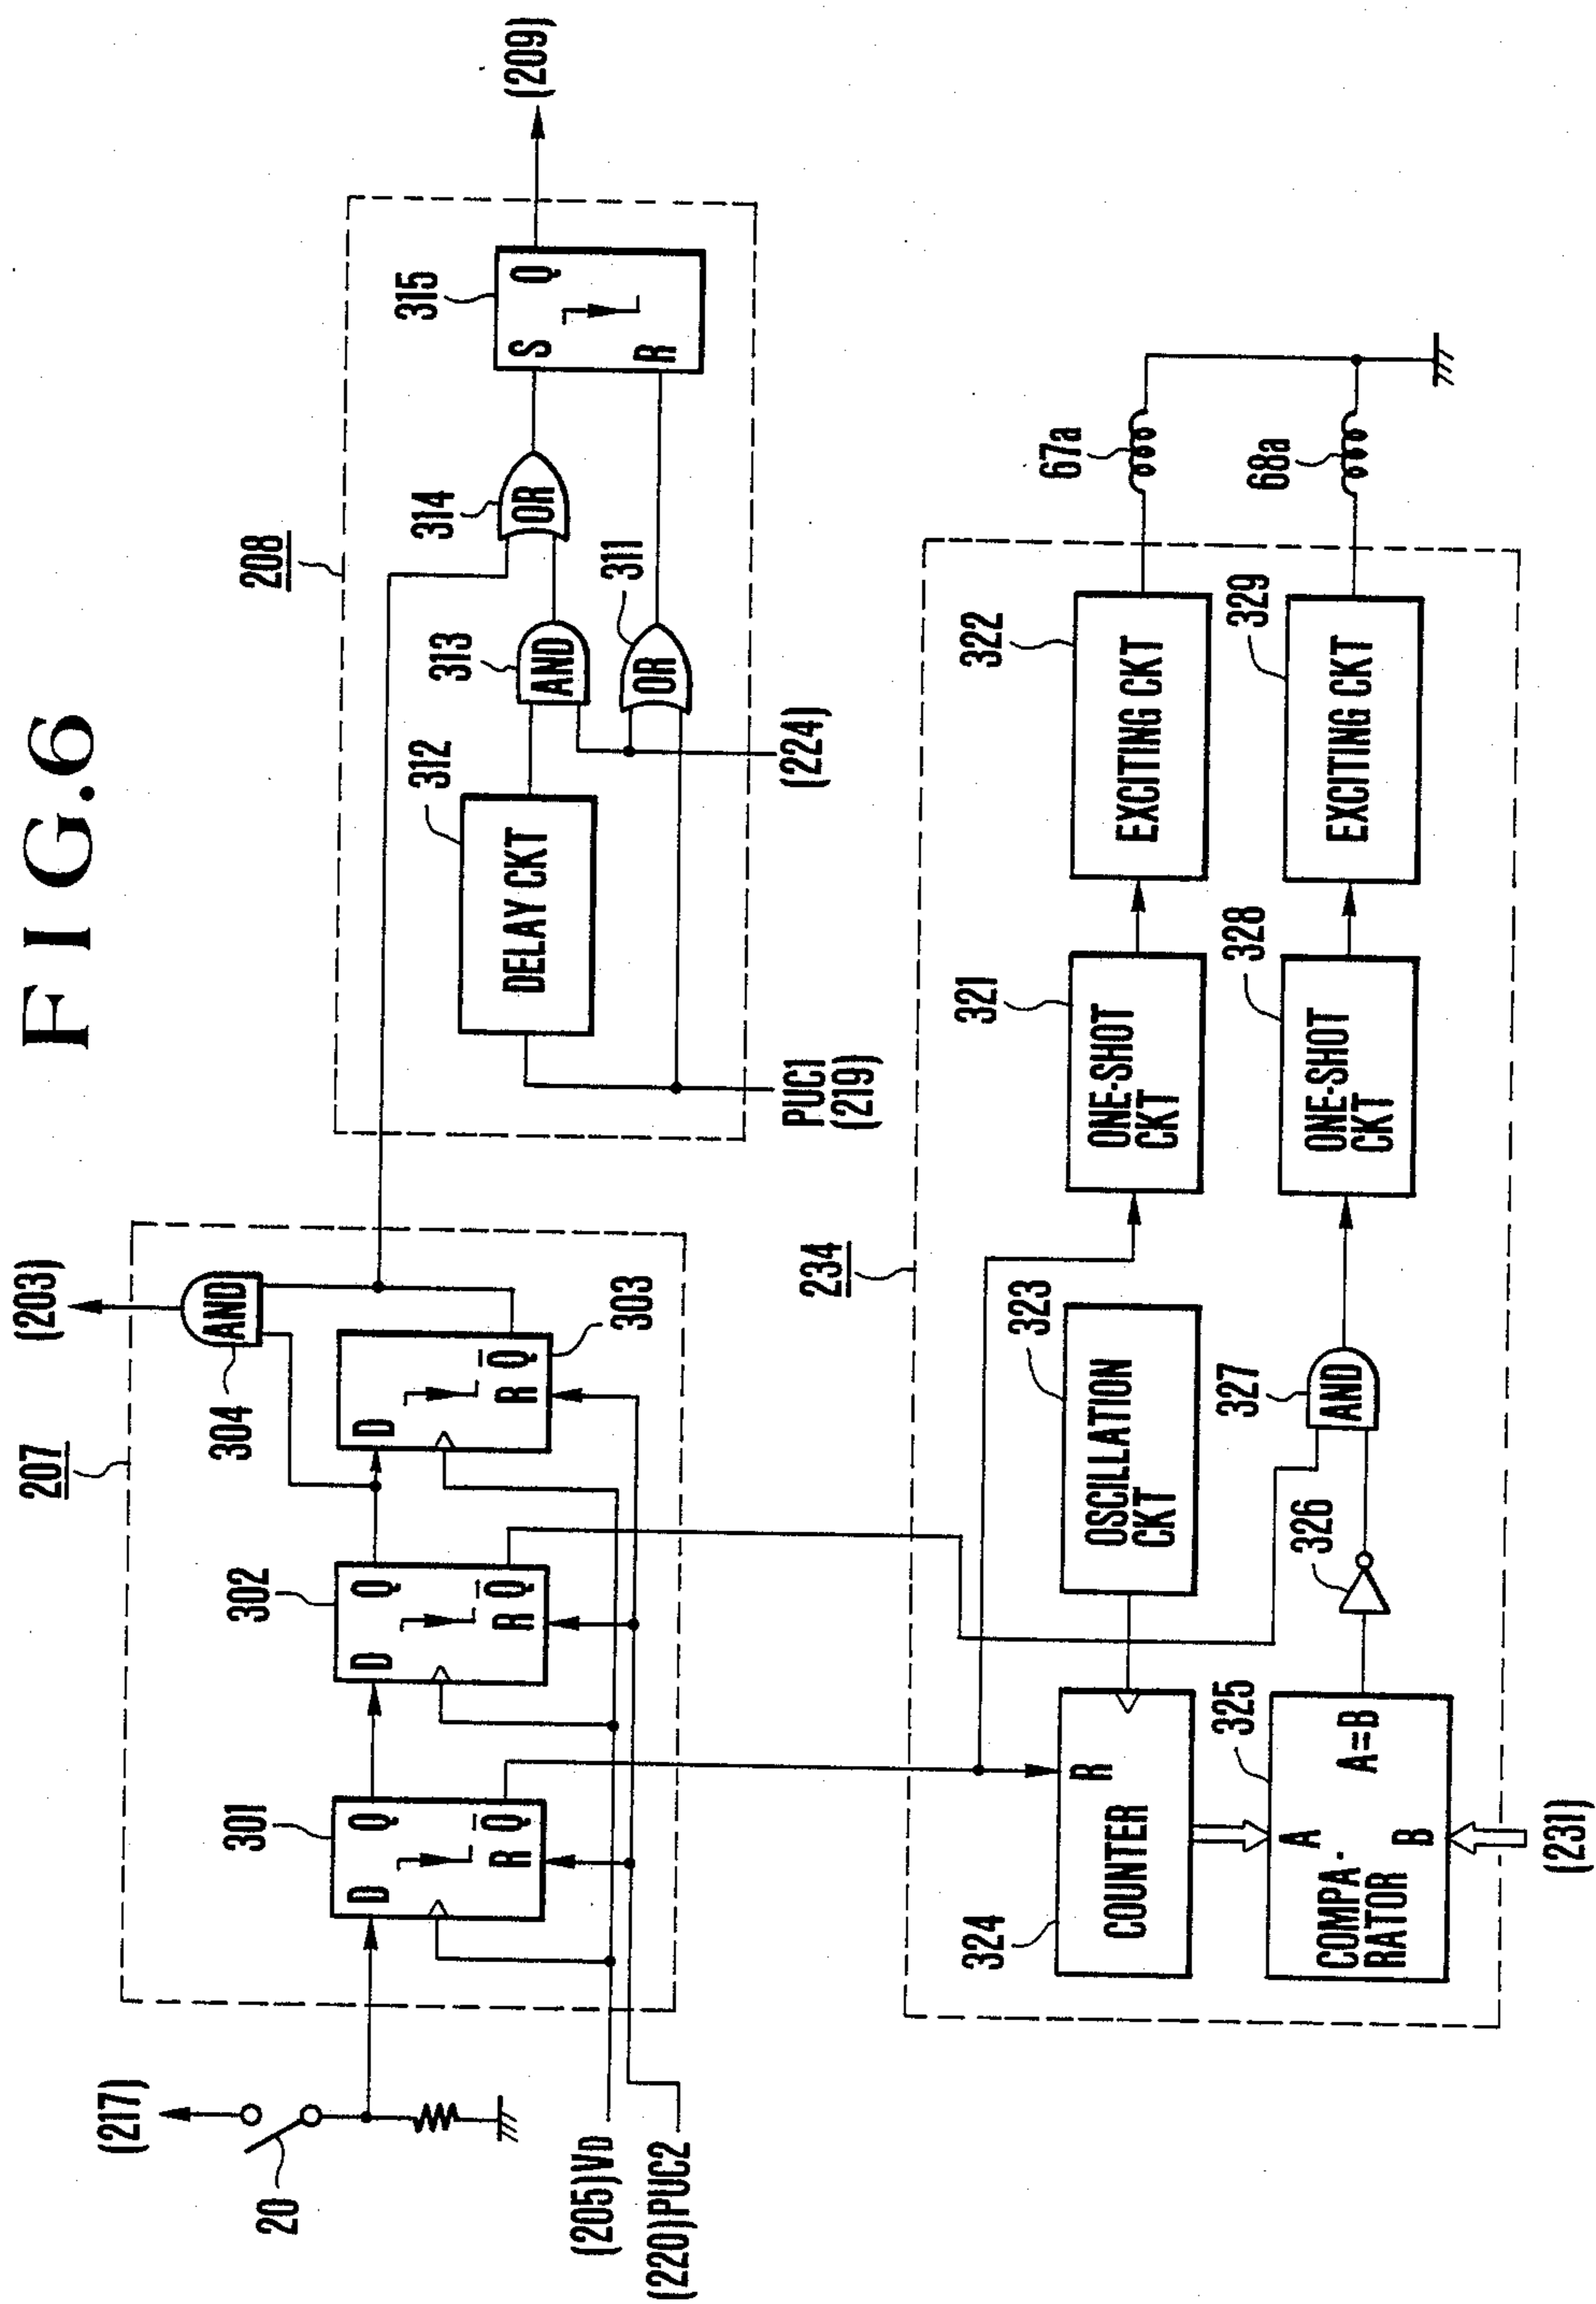 FIG.6
(217)
20
207
(203)
304
301
D
Q
R
Q̅
302
D
Q
R
Q̅
303
D
R
Q̅
AND
(205)VD
(220)PUC2
208
312
DELAY CKT
313
AND
314
OR
311
OR
315
S
Q
R
(209)
PUC1
(219)
(224)
234
324
COUNTER
R
323
OSCILLATION
CKT
321
ONE-SHOT
CKT
322
EXCITING CKT
67a
325
A
COMPA-
RATOR
A=B
B
(231)
326
327
AND
328
ONE-SHOT
CKT
329
EXCITING CKT
68a